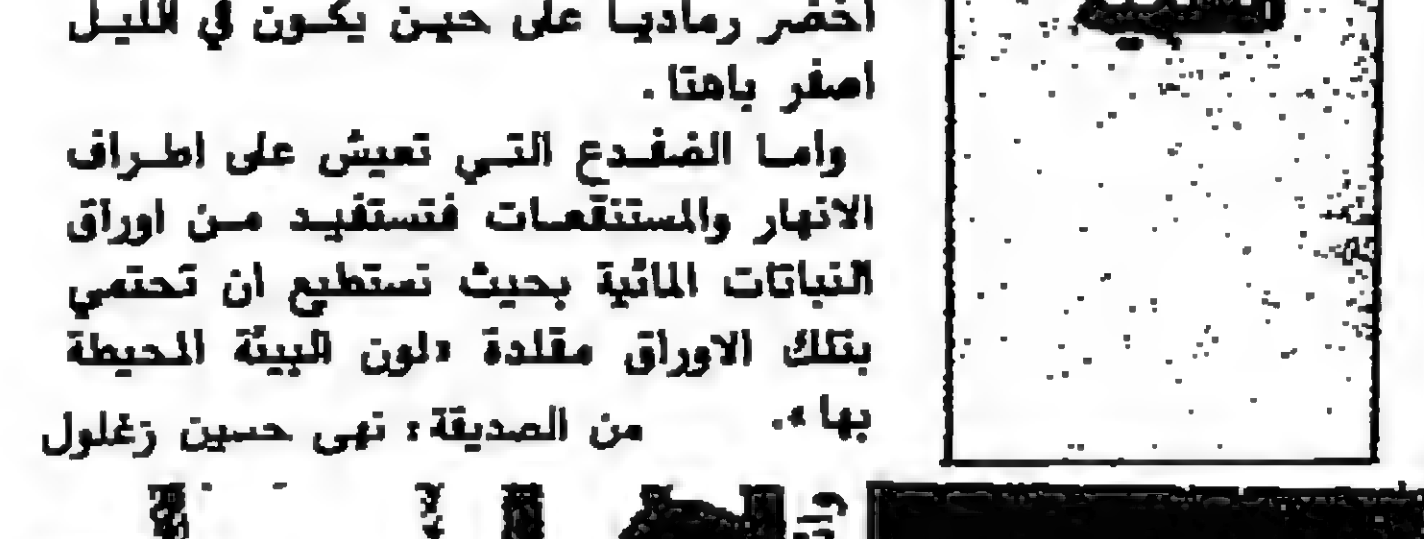 اخضر رماديا على حين يكون في الليل
اصفر باهتا .
واما الضفدع التي تعيش على اطراف
الانهار والمستنقعات فتستفيد من اوراق
النباتات المائية بحيث تستطيع ان تحتمي
بتلك الاوراق مقلدة «لون البيئة المحيطة
بها ».
من الصديقة : نهى حسين زغلول